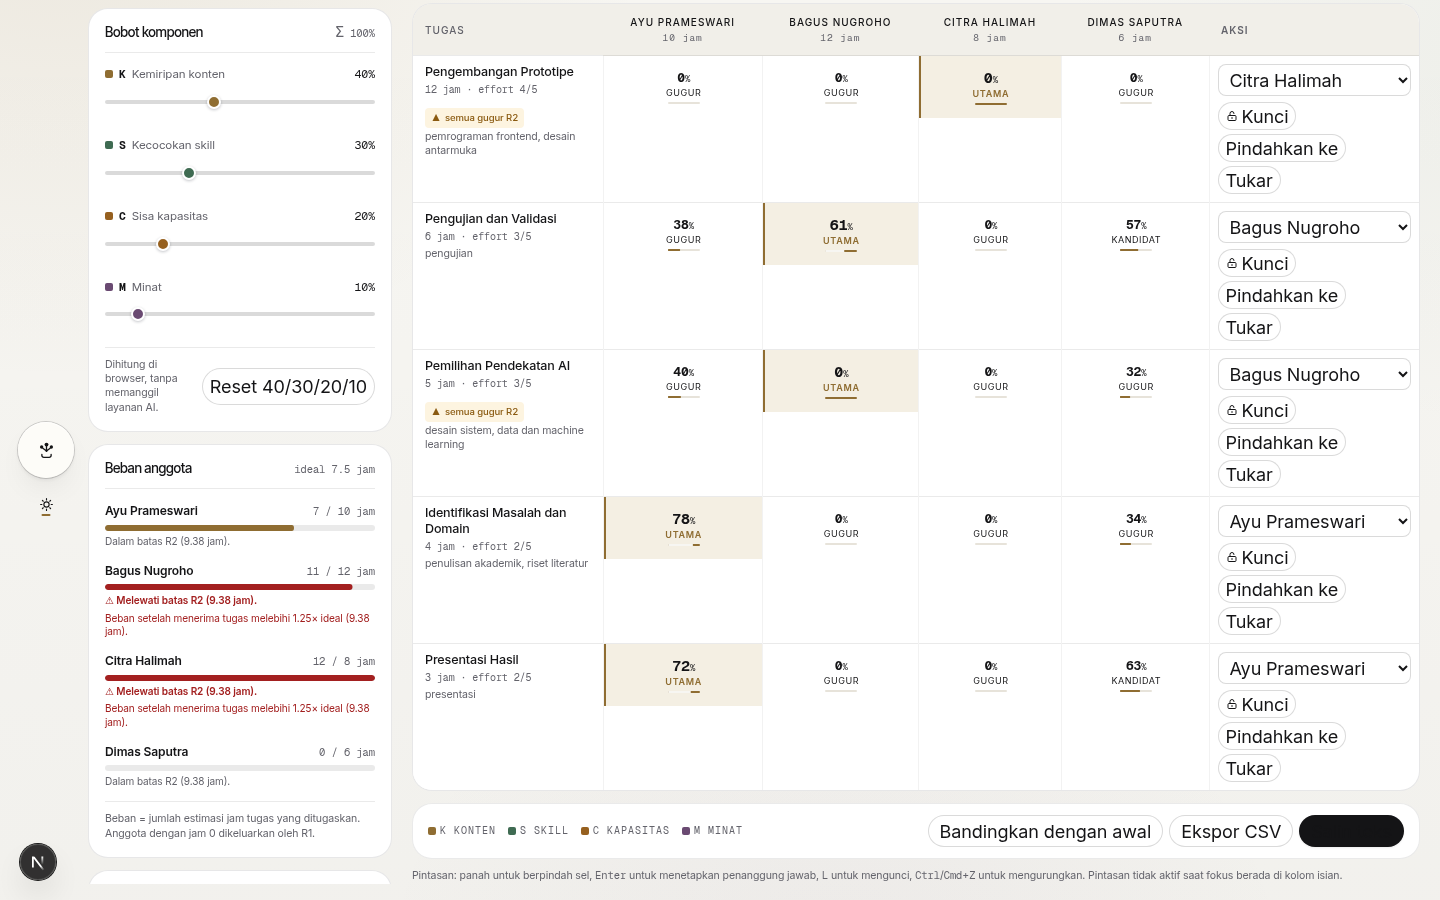 Bobot komponen
Σ 100%
K Kemiripan konten 40%
S Kecocokan skill 30%
C Sisa kapasitas 20%
M Minat 10%
Dihitung di
browser, tanpa
memanggil
layanan AI.
Reset 40/30/20/10
Beban anggota
ideal 7.5 jam
Ayu Prameswari 7 / 10 jam
Dalam batas R2 (9.38 jam).
Bagus Nugroho 11 / 12 jam
⚠ Melewati batas R2 (9.38 jam).
Beban setelah menerima tugas melebihi 1.25× ideal (9.38
jam).
Citra Halimah 12 / 8 jam
⚠ Melewati batas R2 (9.38 jam).
Beban setelah menerima tugas melebihi 1.25× ideal (9.38
jam).
Dimas Saputra 0 / 6 jam
Dalam batas R2 (9.38 jam).
Beban = jumlah estimasi jam tugas yang ditugaskan.
Anggota dengan jam 0 dikeluarkan oleh R1.
N
TUGAS
AYU PRAMESWARI
10 jam
BAGUS NUGROHO
12 jam
CITRA HALIMAH
8 jam
DIMAS SAPUTRA
6 jam
AKSI
Pengembangan Prototipe
12 jam · effort 4/5
▲ semua gugur R2
pemrograman frontend, desain
antarmuka
0%
GUGUR
0%
GUGUR
0%
UTAMA
0%
GUGUR
Citra Halimah
Kunci
Pindahkan ke
Tukar
Pengujian dan Validasi
6 jam · effort 3/5
pengujian
38%
GUGUR
61%
UTAMA
0%
GUGUR
57%
KANDIDAT
Bagus Nugroho
Kunci
Pindahkan ke
Tukar
Pemilihan Pendekatan AI
5 jam · effort 3/5
▲ semua gugur R2
desain sistem, data dan machine
learning
40%
GUGUR
0%
UTAMA
0%
GUGUR
32%
GUGUR
Bagus Nugroho
Kunci
Pindahkan ke
Tukar
Identifikasi Masalah dan
Domain
4 jam · effort 2/5
penulisan akademik, riset literatur
78%
UTAMA
0%
GUGUR
0%
GUGUR
34%
GUGUR
Ayu Prameswari
Kunci
Pindahkan ke
Tukar
Presentasi Hasil
3 jam · effort 2/5
presentasi
72%
UTAMA
0%
GUGUR
0%
GUGUR
63%
KANDIDAT
Ayu Prameswari
Kunci
Pindahkan ke
Tukar
K KONTEN S SKILL C KAPASITAS M MINAT
Bandingkan dengan awal
Ekspor CSV
Pintasan: panah untuk berpindah sel, Enter untuk menetapkan penanggung jawab, L untuk mengunci, Ctrl/Cmd+Z untuk mengurungkan. Pintasan tidak aktif saat fokus berada di kolom isian.